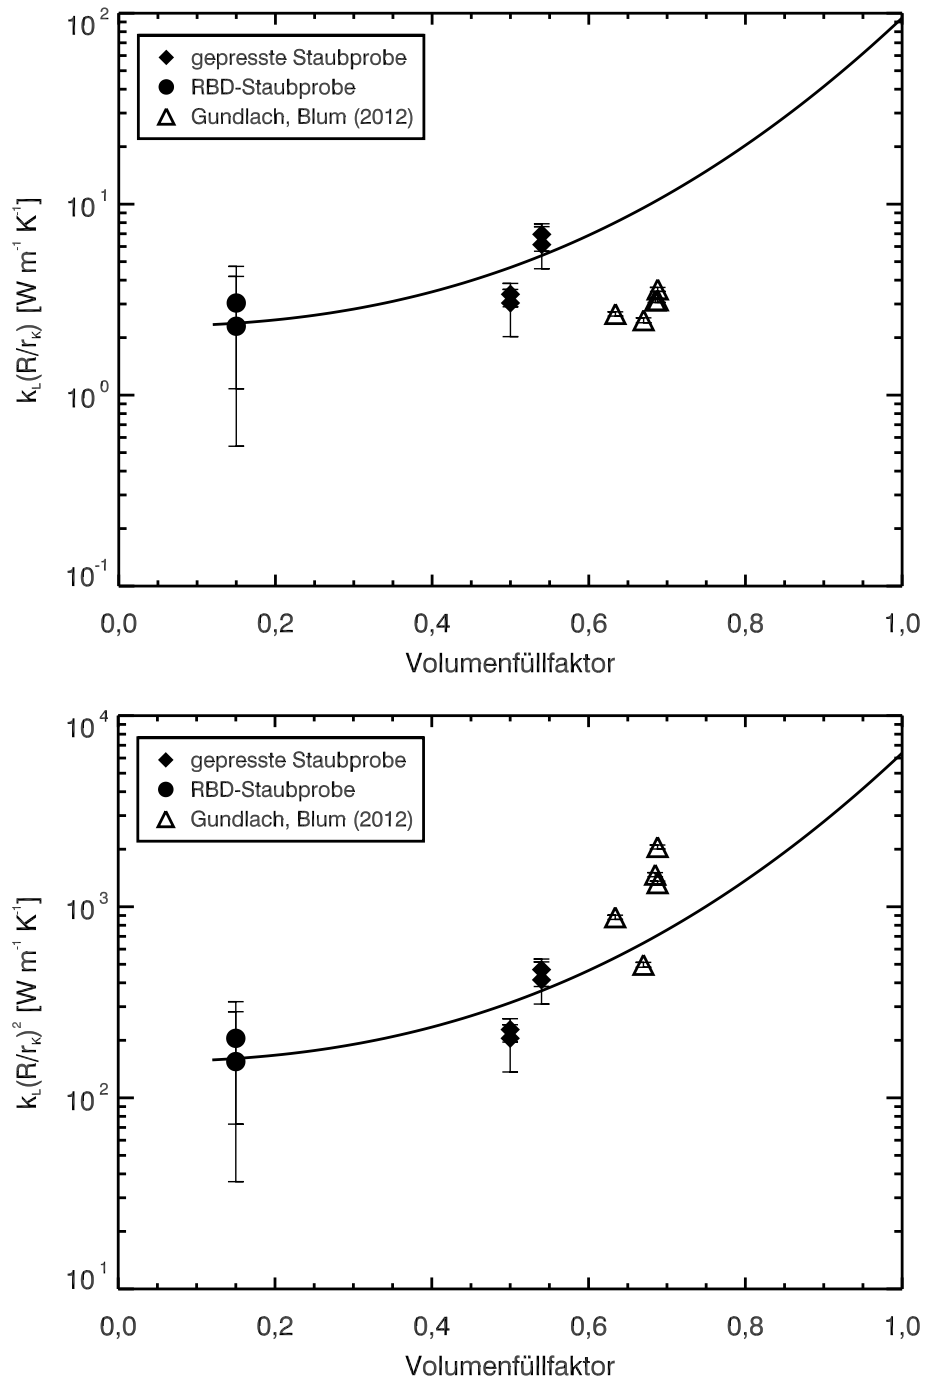 10²
10¹
10⁰
10⁻¹
k_L(R/r_K) [W m⁻¹ K⁻¹]
gepresste Staubprobe
RBD-Staubprobe
Gundlach, Blum (2012)
0,0 0,2 0,4 0,6 0,8 1,0
Volumenfüllfaktor
10⁴
10³
10²
10¹
k_L(R/r_K)² [W m⁻¹ K⁻¹]
gepresste Staubprobe
RBD-Staubprobe
Gundlach, Blum (2012)
0,0 0,2 0,4 0,6 0,8 1,0
Volumenfüllfaktor